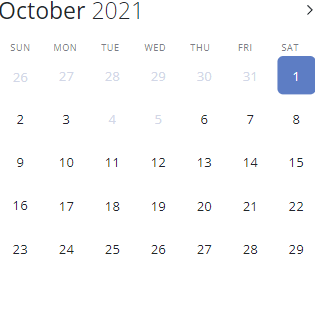 October 2021 >
SUN MON TUE WED THU FRI SAT
26 27 28 29 30 31 1
2 3 4 5 6 7 8
9 10 11 12 13 14 15
16 17 18 19 20 21 22
23 24 25 26 27 28 29